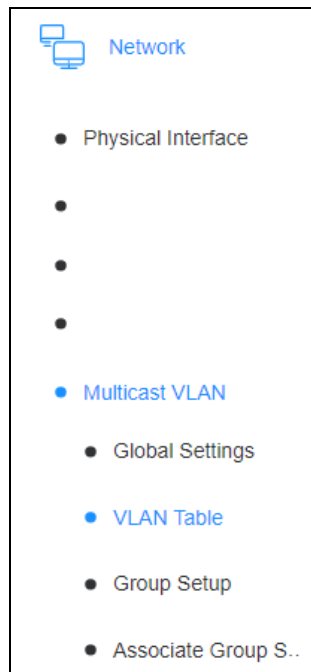 Network
Physical Interface
Multicast VLAN
Global Settings
VLAN Table
Group Setup
Associate Group S..